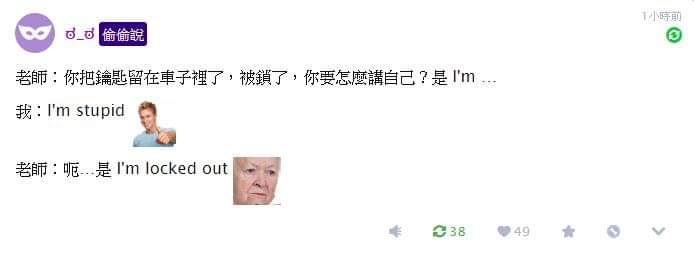 1小時前
ಠ_ಠ 偷偷說
老師：你把鑰匙留在車子裡了，被鎖了，你要怎麼講自己？是 I'm …
我：I'm stupid
老師：呃…是 I'm locked out
38 49